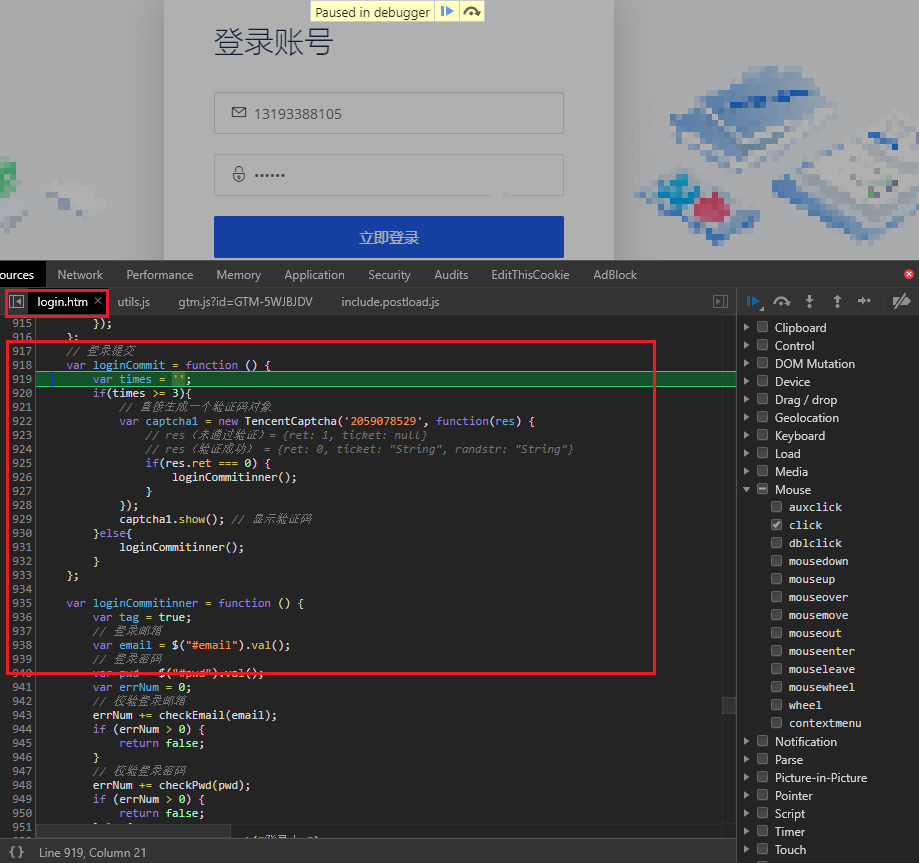 Paused in debugger
登录账号
13193388105
••••••
立即登录
ources Network Performance Memory Application Security Audits EditThisCookie AdBlock
login.htm × utils.js gtm.js?id=GTM-5WJBJDV include.postload.js
915 });
916 };
917 // 登录提交
918 var loginCommit = function () {
919 var times = '';
920 if(times >= 3){
921 // 直接生成一个验证码对象
922 var captcha1 = new TencentCaptcha('2059078529', function(res) {
923 // res（未通过验证）= {ret: 1, ticket: null}
924 // res（验证成功） = {ret: 0, ticket: "String", randstr: "String"}
925 if(res.ret === 0) {
926 loginCommitinner();
927 }
928 });
929 captcha1.show(); // 显示验证码
930 }else{
931 loginCommitinner();
932 }
933 };
934
935 var loginCommitinner = function () {
936 var tag = true;
937 // 登录邮箱
938 var email = $("#email").val();
939 // 登录密码
940 var pwd = $("#pwd").val();
941 var errNum = 0;
942 // 校验登录邮箱
943 errNum += checkEmail(email);
944 if (errNum > 0) {
945 return false;
946 }
947 // 校验登录密码
948 errNum += checkPwd(pwd);
949 if (errNum > 0) {
950 return false;
951
{} Line 919, Column 21
Clipboard
Control
DOM Mutation
Device
Drag / drop
Geolocation
Keyboard
Load
Media
Mouse
auxclick
click
dblclick
mousedown
mouseup
mouseover
mousemove
mouseout
mouseenter
mouseleave
mousewheel
wheel
contextmenu
Notification
Parse
Picture-in-Picture
Pointer
Script
Timer
Touch